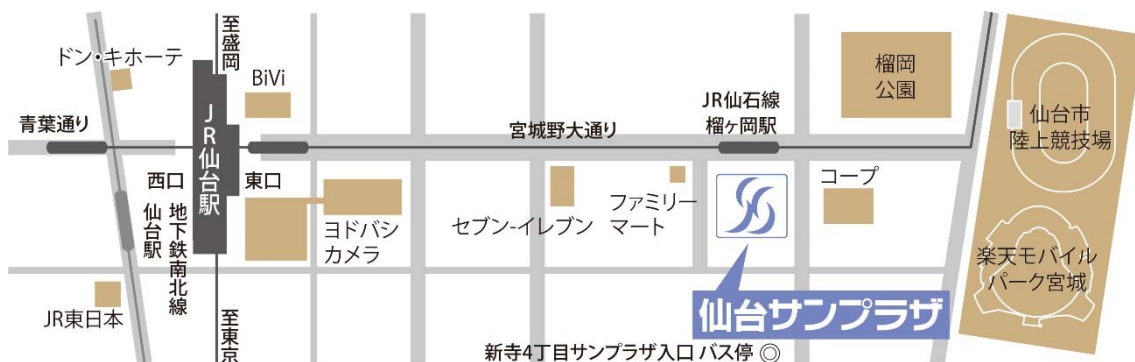 至盛岡
ドン・キホーテ
BiVi
榴岡
公園
JR仙石線
榴ヶ岡駅
仙台市
陸上競技場
青葉通り
宮城野大通り
JR仙台駅
西口
東口
地下鉄南北線
仙台駅
ヨドバシ
カメラ
セブン-イレブン
ファミリー
マート
コープ
楽天モバイル
パーク宮城
JR東日本
至東京
仙台サンプラザ
新寺4丁目サンプラザ入口 バス停 ◎